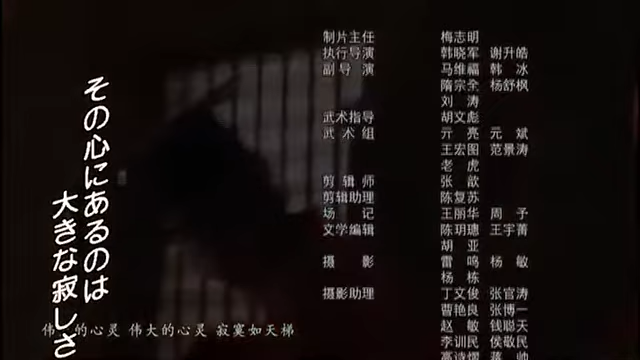 その心にあるのは
大きな寂しさ
制片主任 梅志明
执行导演 韩晓军 谢升皓
副导演 马维福 韩冰
隋宗全 杨舒枫
刘涛
武术指导 胡文彪
武术组 亓亮 元斌
王宏图 范景涛
老虎
剪辑师 张歆
剪辑助理 陈复苏
场记 王丽华 周予
文学编辑 陈玥璁 王宇菁
胡亚
摄影 雷鸣 杨敏
杨栋
摄影助理 丁文俊 张官涛
曹艳良 张博一
赵敏 钱聪天
李训民 侯敬民
蒋帅
伟 的心灵 伟大的心灵 寂寞如天梯